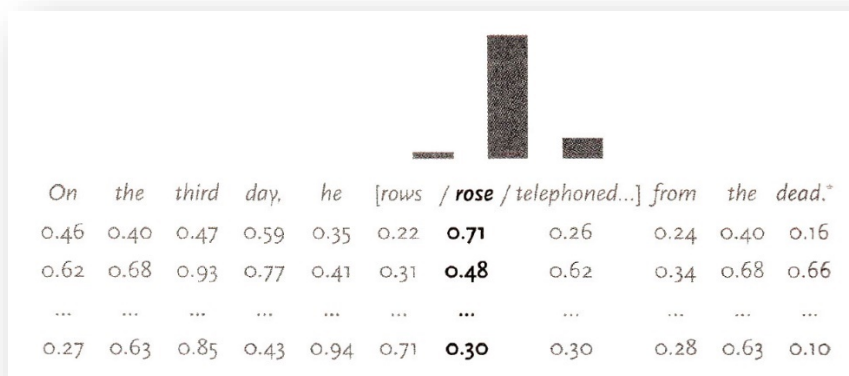 On the third day, he [rows / rose / telephoned...] from the dead.*
0.46 0.40 0.47 0.59 0.35 0.22 0.71 0.26 0.24 0.40 0.16
0.62 0.68 0.93 0.77 0.41 0.31 0.48 0.62 0.34 0.68 0.66
... ... ... ... ... ... ... ... ... ... ...
0.27 0.63 0.85 0.43 0.94 0.71 0.30 0.30 0.28 0.63 0.10